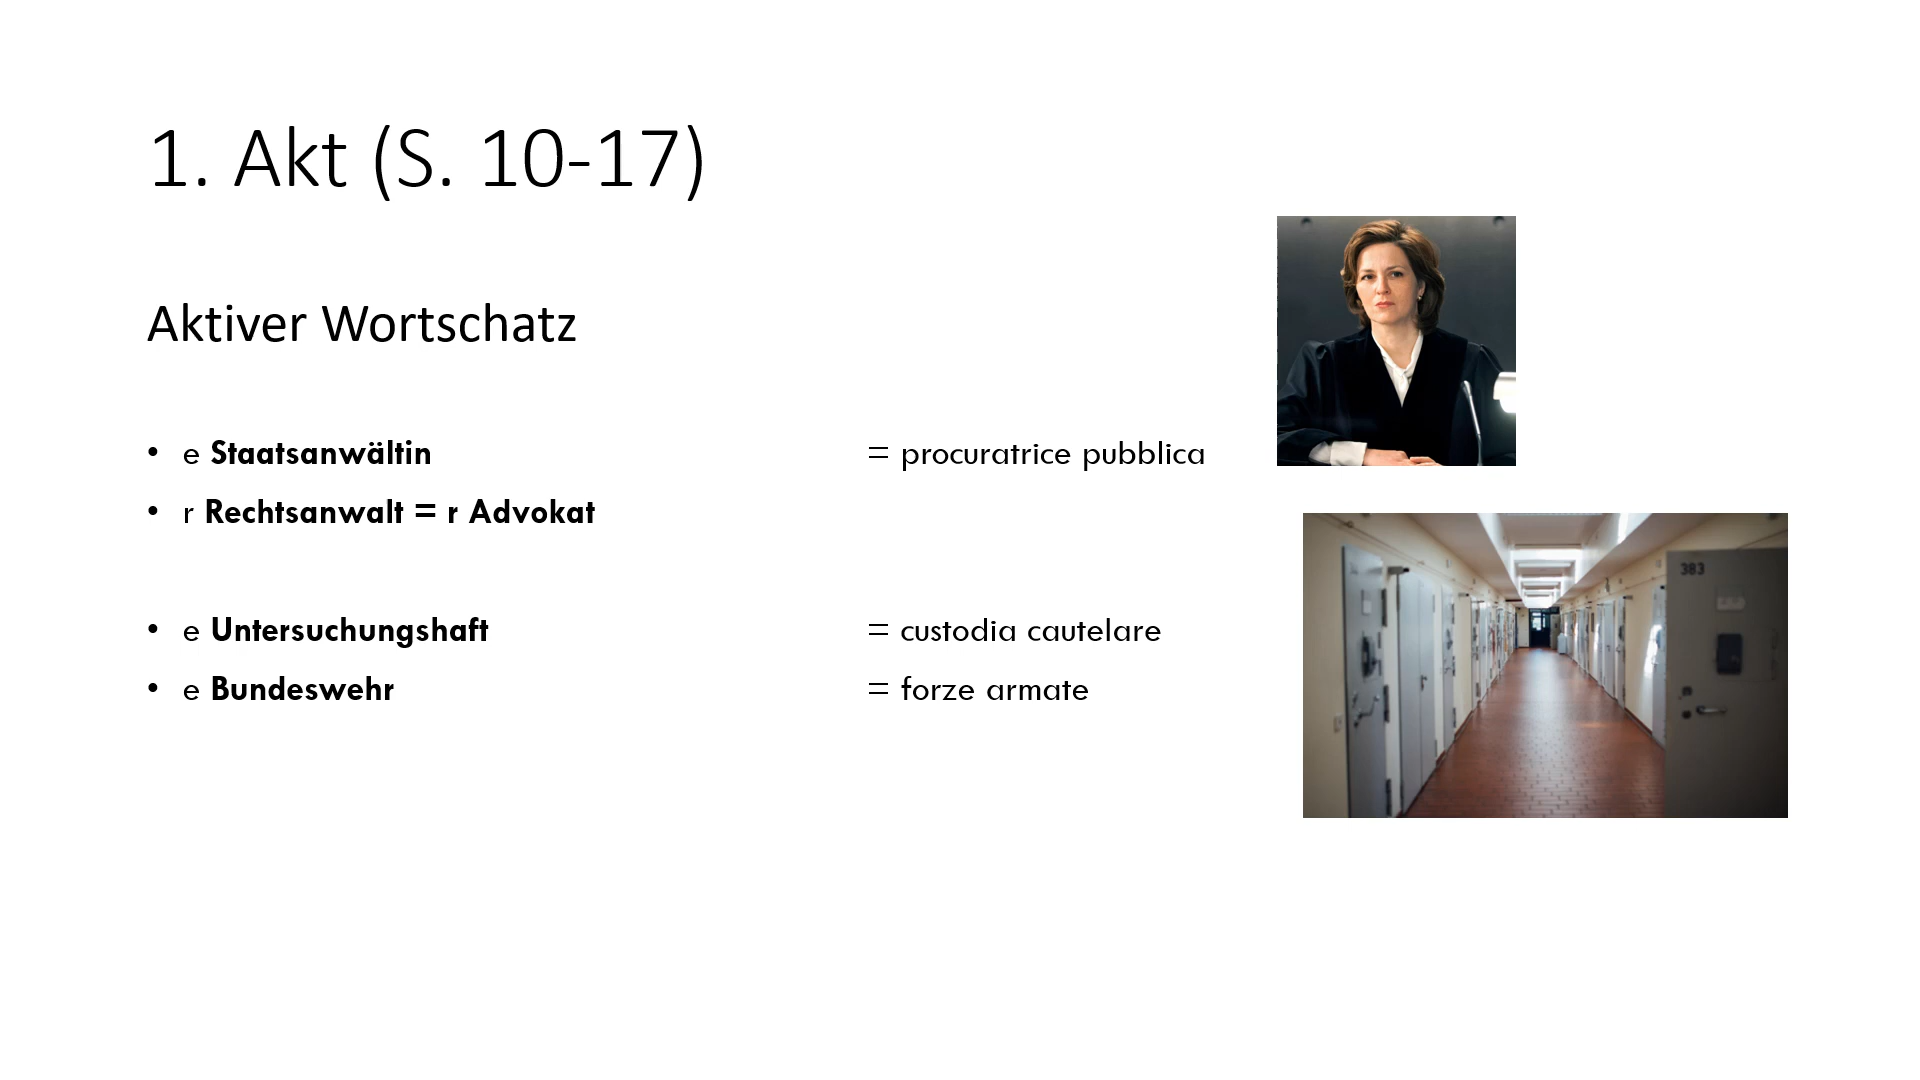 1. Akt (S. 10-17)
Aktiver Wortschatz
• e Staatsanwältin = procuratrice pubblica
• r Rechtsanwalt = r Advokat
• e Untersuchungshaft = custodia cautelare
• e Bundeswehr = forze armate
383